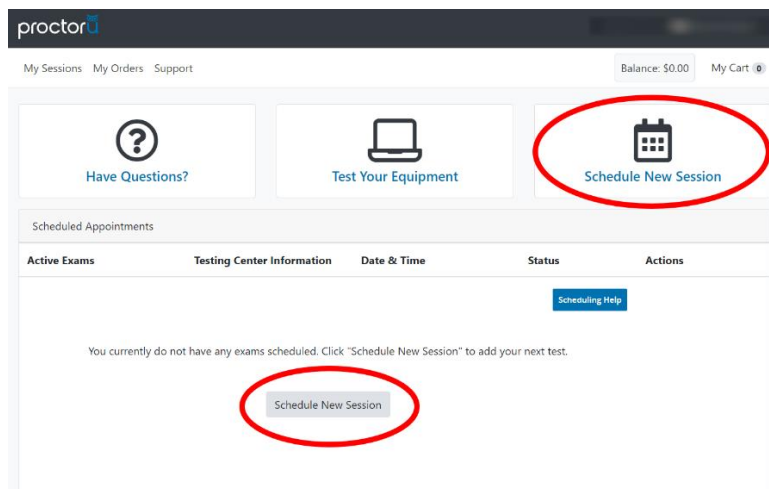 proctoru
My Sessions My Orders Support Balance: $0.00 My Cart 0
Have Questions? Test Your Equipment Schedule New Session
Scheduled Appointments
Active Exams Testing Center Information Date & Time Status Actions
Scheduling Help
You currently do not have any exams scheduled. Click "Schedule New Session" to add your next test.
Schedule New Session